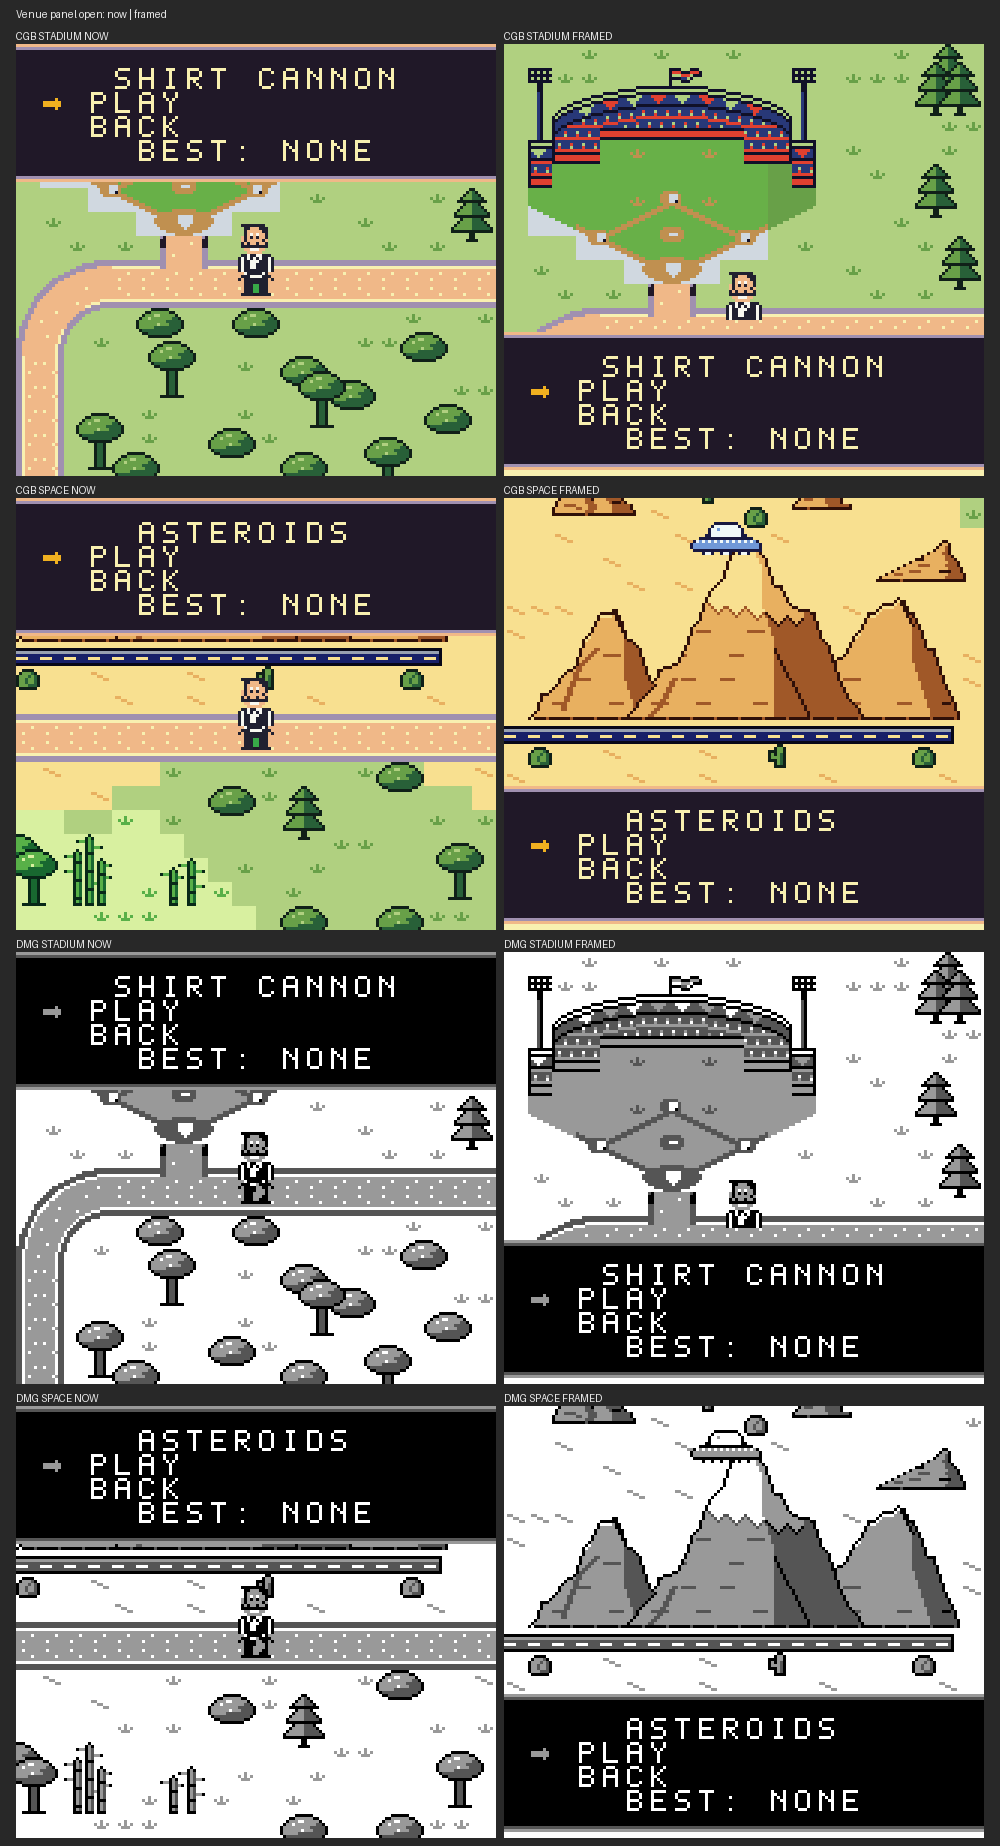 Venue panel open: now | framed
CGB STADIUM NOW
SHIRT CANNON
PLAY
BACK
BEST: NONE
CGB STADIUM FRAMED
SHIRT CANNON
PLAY
BACK
BEST: NONE
CGB SPACE NOW
ASTEROIDS
PLAY
BACK
BEST: NONE
CGB SPACE FRAMED
ASTEROIDS
PLAY
BACK
BEST: NONE
DMG STADIUM NOW
SHIRT CANNON
PLAY
BACK
BEST: NONE
DMG STADIUM FRAMED
SHIRT CANNON
PLAY
BACK
BEST: NONE
DMG SPACE NOW
ASTEROIDS
PLAY
BACK
BEST: NONE
DMG SPACE FRAMED
ASTEROIDS
PLAY
BACK
BEST: NONE